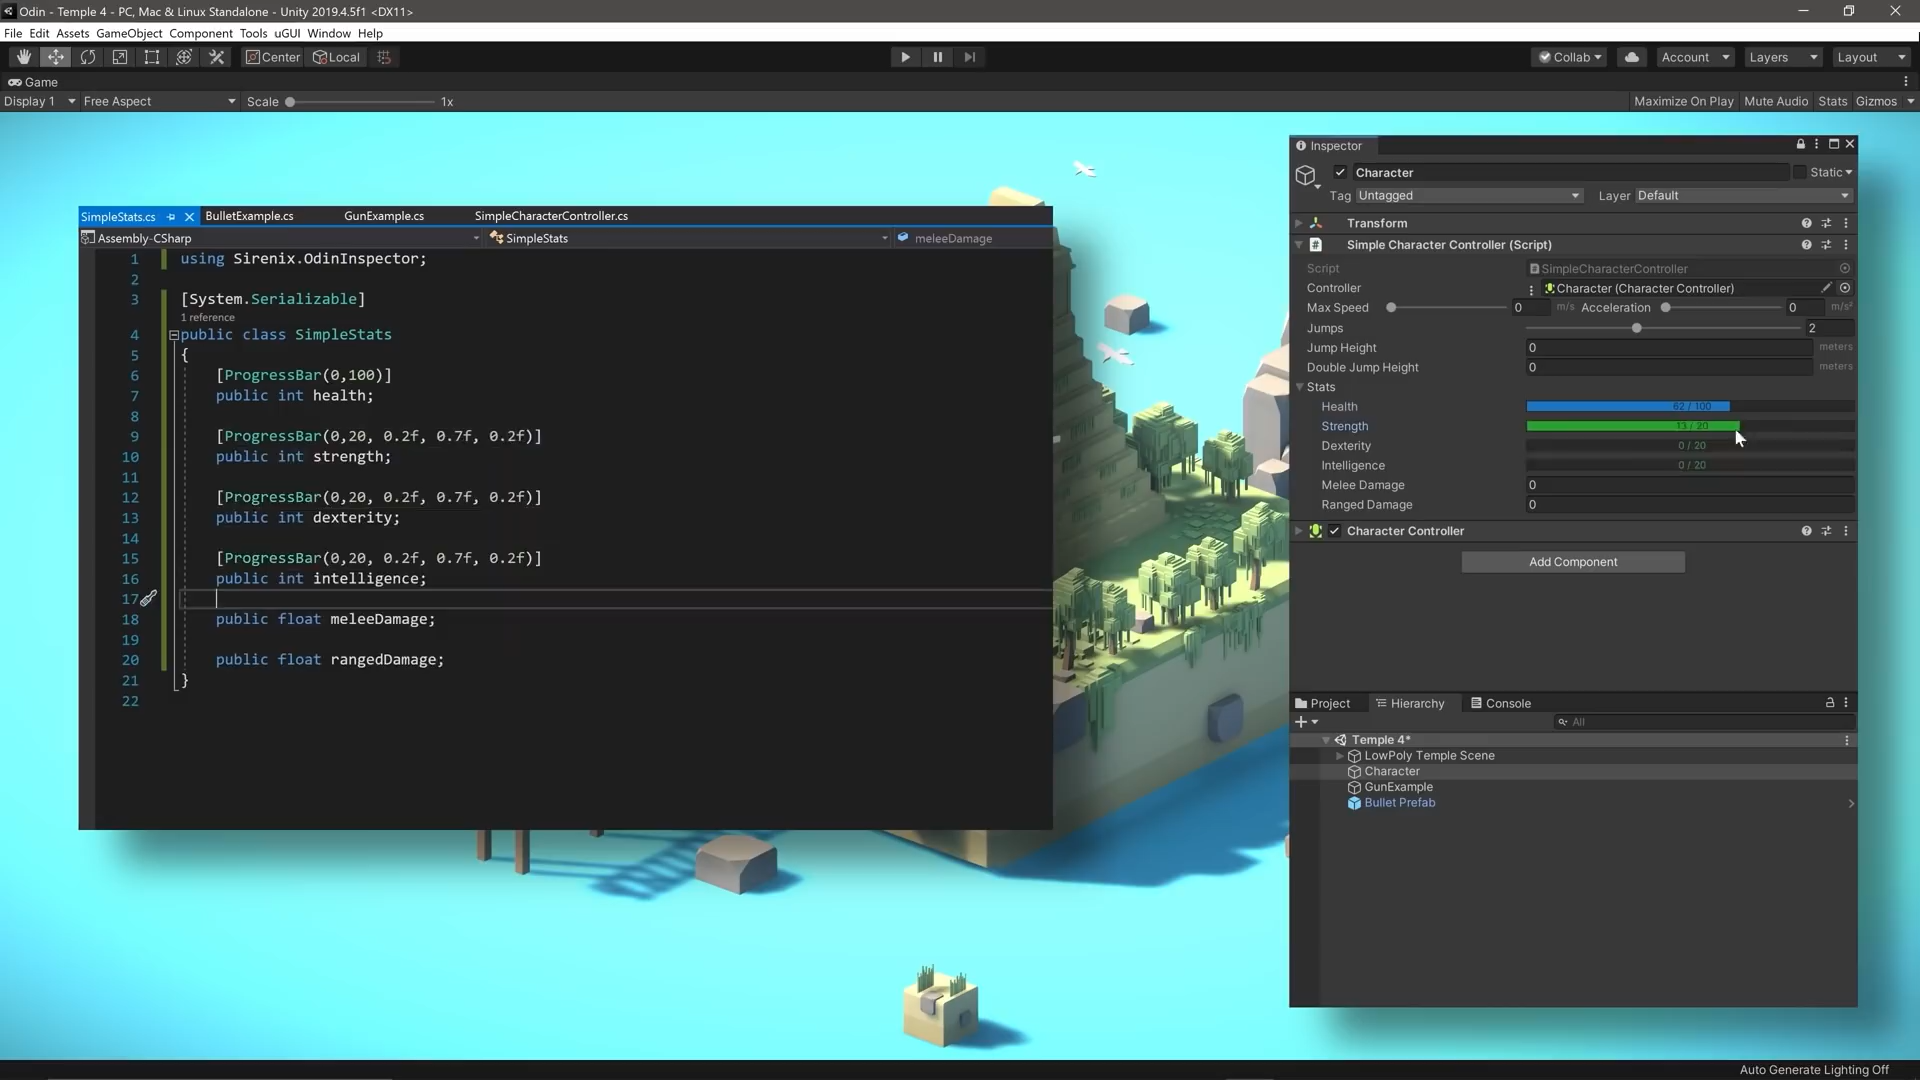 Odin - Temple 4 - PC, Mac & Linux Standalone - Unity 2019.4.5f1 <DX11>
File Edit Assets GameObject Component Tools uGUI Window Help
Center Local Collab Account Layers Layout
Game
Display 1 Free Aspect Scale 1x Maximize On Play Mute Audio Stats Gizmos
SimpleStats.cs BulletExample.cs GunExample.cs SimpleCharacterController.cs
Assembly-CSharp SimpleStats meleeDamage
1 using Sirenix.OdinInspector;
2
3 [System.Serializable]
1 reference
4 public class SimpleStats
5 {
6 [ProgressBar(0,100)]
7 public int health;
8
9 [ProgressBar(0,20, 0.2f, 0.7f, 0.2f)]
10 public int strength;
11
12 [ProgressBar(0,20, 0.2f, 0.7f, 0.2f)]
13 public int dexterity;
14
15 [ProgressBar(0,20, 0.2f, 0.7f, 0.2f)]
16 public int intelligence;
17
18 public float meleeDamage;
19
20 public float rangedDamage;
21 }
22
Inspector
Character Static
Tag Untagged Layer Default
Transform
Simple Character Controller (Script)
Script SimpleCharacterController
Controller Character (Character Controller)
Max Speed 0 m/s Acceleration 0 m/s²
Jumps 2
Jump Height 0 meters
Double Jump Height 0 meters
Stats
Health 62 / 100
Strength 13 / 20
Dexterity 0 / 20
Intelligence 0 / 20
Melee Damage 0
Ranged Damage 0
Character Controller
Add Component
Project Hierarchy Console
All
Temple 4*
LowPoly Temple Scene
Character
GunExample
Bullet Prefab
Auto Generate Lighting Off